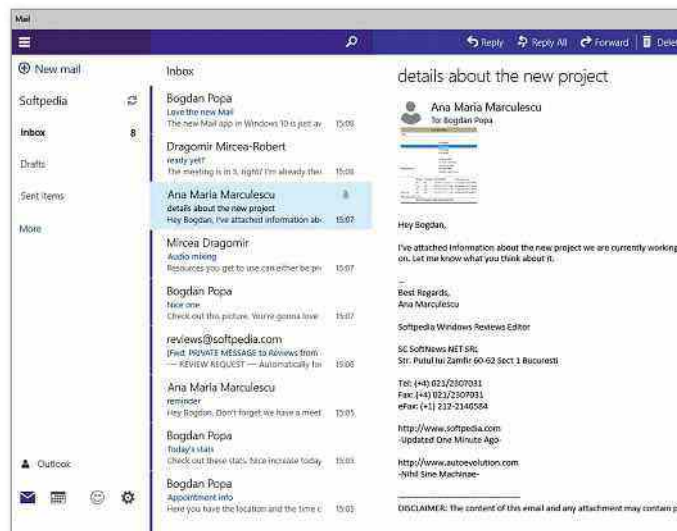 Mail
Reply Reply All Forward Delet
New mail
Softpedia
Inbox 8
Drafts
Sent items
More
Outlook
Inbox
Bogdan Popa
Love the new Mail
The new Mail app in Windows 10 is just aw 15:09
Dragomir Mircea-Robert
ready yet?
The meeting is in 5, right? I'm already ther 15:08
Ana Maria Marculescu
details about the new project
Hey Bogdan, I've attached information abo 15:07
Mircea Dragomir
Audio mixing
Resources you get to use can either be pre 15:07
Bogdan Popa
Nice one
Check out this picture. You're gonna love 15:07
reviews@softpedia.com
[Fwd: PRIVATE MESSAGE to Reviews from
--- REVIEW REQUEST --- Automatically for 15:06
Ana Maria Marculescu
reminder
Hey Bogdan, Don't forget we have a meet 15:05
Bogdan Popa
Today's stats
Check out these stats. Nice increase today 15:03
Bogdan Popa
Appointment info
Here you have the location and the time c 15:03
details about the new project
Ana Maria Marculescu
To: Bogdan Popa
Hey Bogdan,
I've attached information about the new project we are currently working
on. Let me know what you think about it.
--
Best Regards,
Ana Marculescu
Softpedia Windows Reviews Editor
SC SoftNews NET SRL
Str. Putul lui Zamfir 60-62 Sect 1 Bucuresti
Tel: (+4) 021/2307031
Fax: (+4) 021/2307031
eFax: (+1) 212-2146584
http://www.softpedia.com
-Updated One Minute Ago-
http://www.autoevolution.com
-Nihil Sine Machinae-
DISCLAIMER: The content of this email and any attachment may contain p